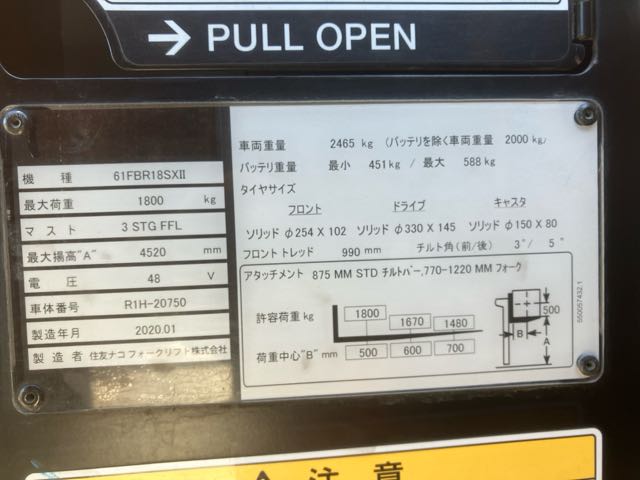 → PULL OPEN
機 種 61FBR18SXII
最大荷重 1800 kg
マスト 3 STG FFL
最大揚高"A" 4520 mm
電 圧 48 V
車体番号 R1H-20750
製造年月 2020.01
製造者 住友ナコフォークリフト株式会社
車両重量 2465 kg (バッテリを除く車両重量 2000 kg)
バッテリ重量 最小 451kg / 最大 588kg
タイヤサイズ
フロント ドライブ キャスタ
ソリッド φ254 X 102 ソリッド φ330 X 145 ソリッド φ150 X 80
フロントトレッド 990 mm チルト角(前/後) 3°/ 5°
アタッチメント 875 MM STD チルトバー,770-1220 MM フォーク
許容荷重 kg 1800 1670 1480
荷重中心"B" mm 500 600 700
500
B
A
550057432.1
注意